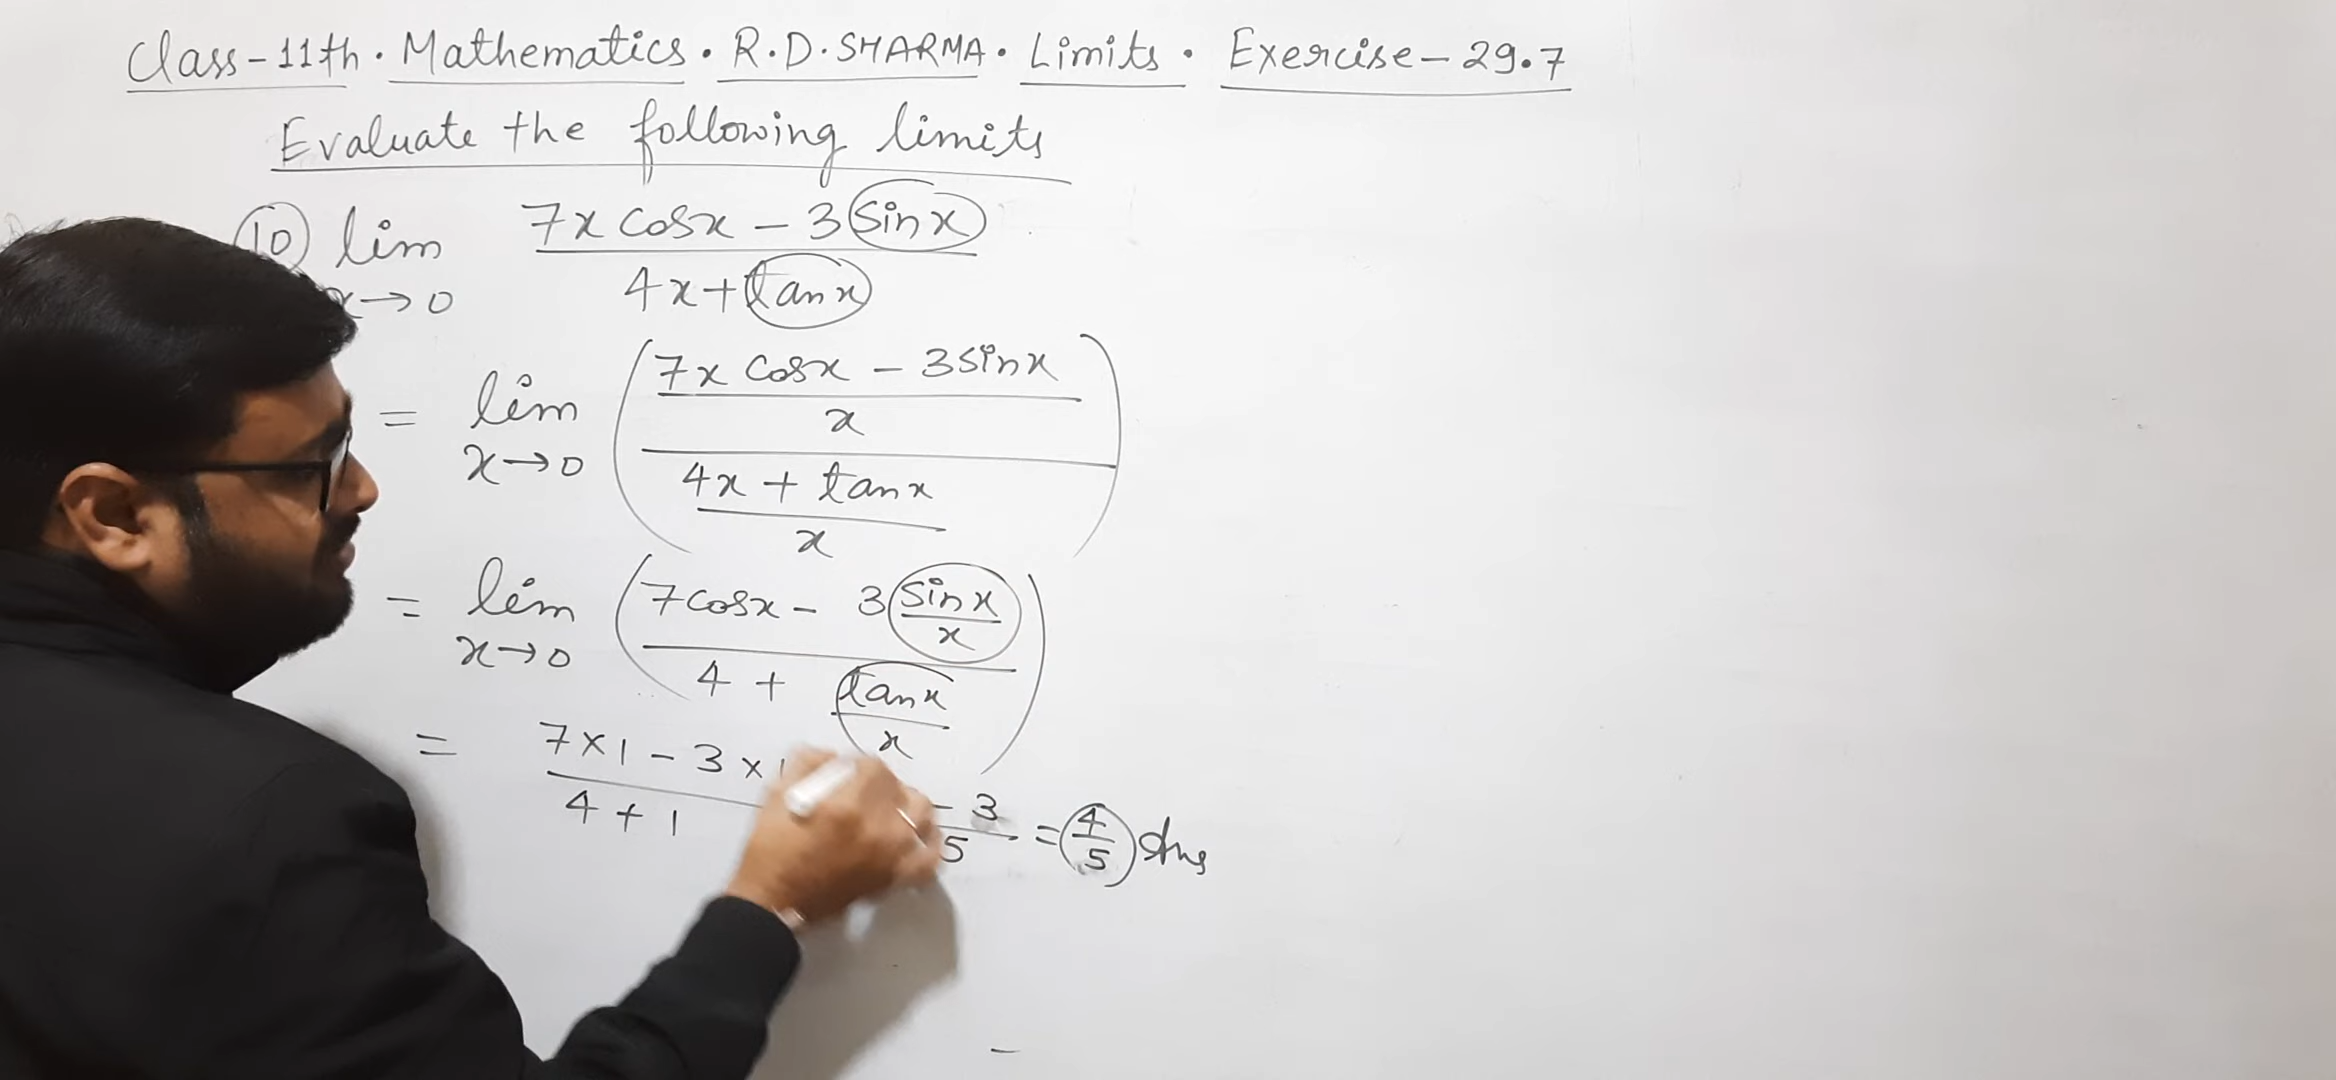 Class-11th · Mathematics · R.D. SHARMA · Limits · Exercise-29.7
Evaluate the following limits
10 lim 7x cosx - 3 sinx
x→0 4x + tanx
= lim 7x cosx - 3 sinx
x
x→0 4x + tanx
x
= lim (7cosx - 3 sinx
x
x→0 4 + tanx
x)
= 7×1 - 3×1
4+1
- 3
5
= 4
5
Ans